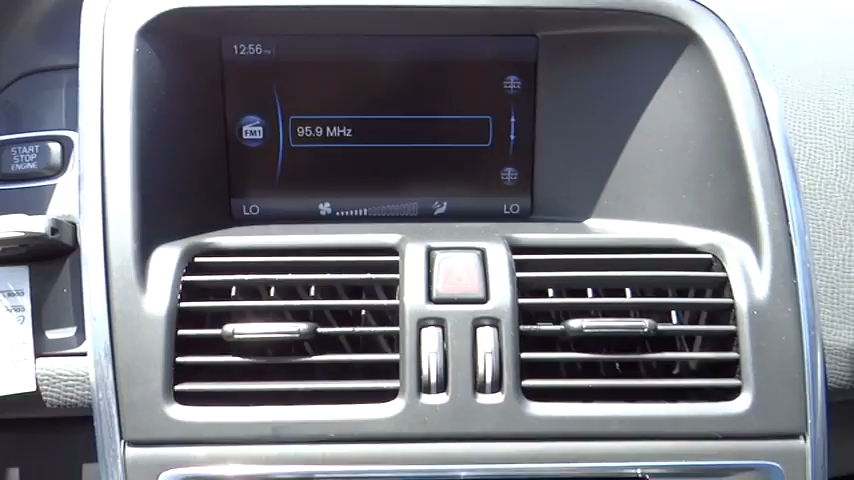 12:56
FM1
95.9 MHz
LO
LO
START
STOP
ENGINE